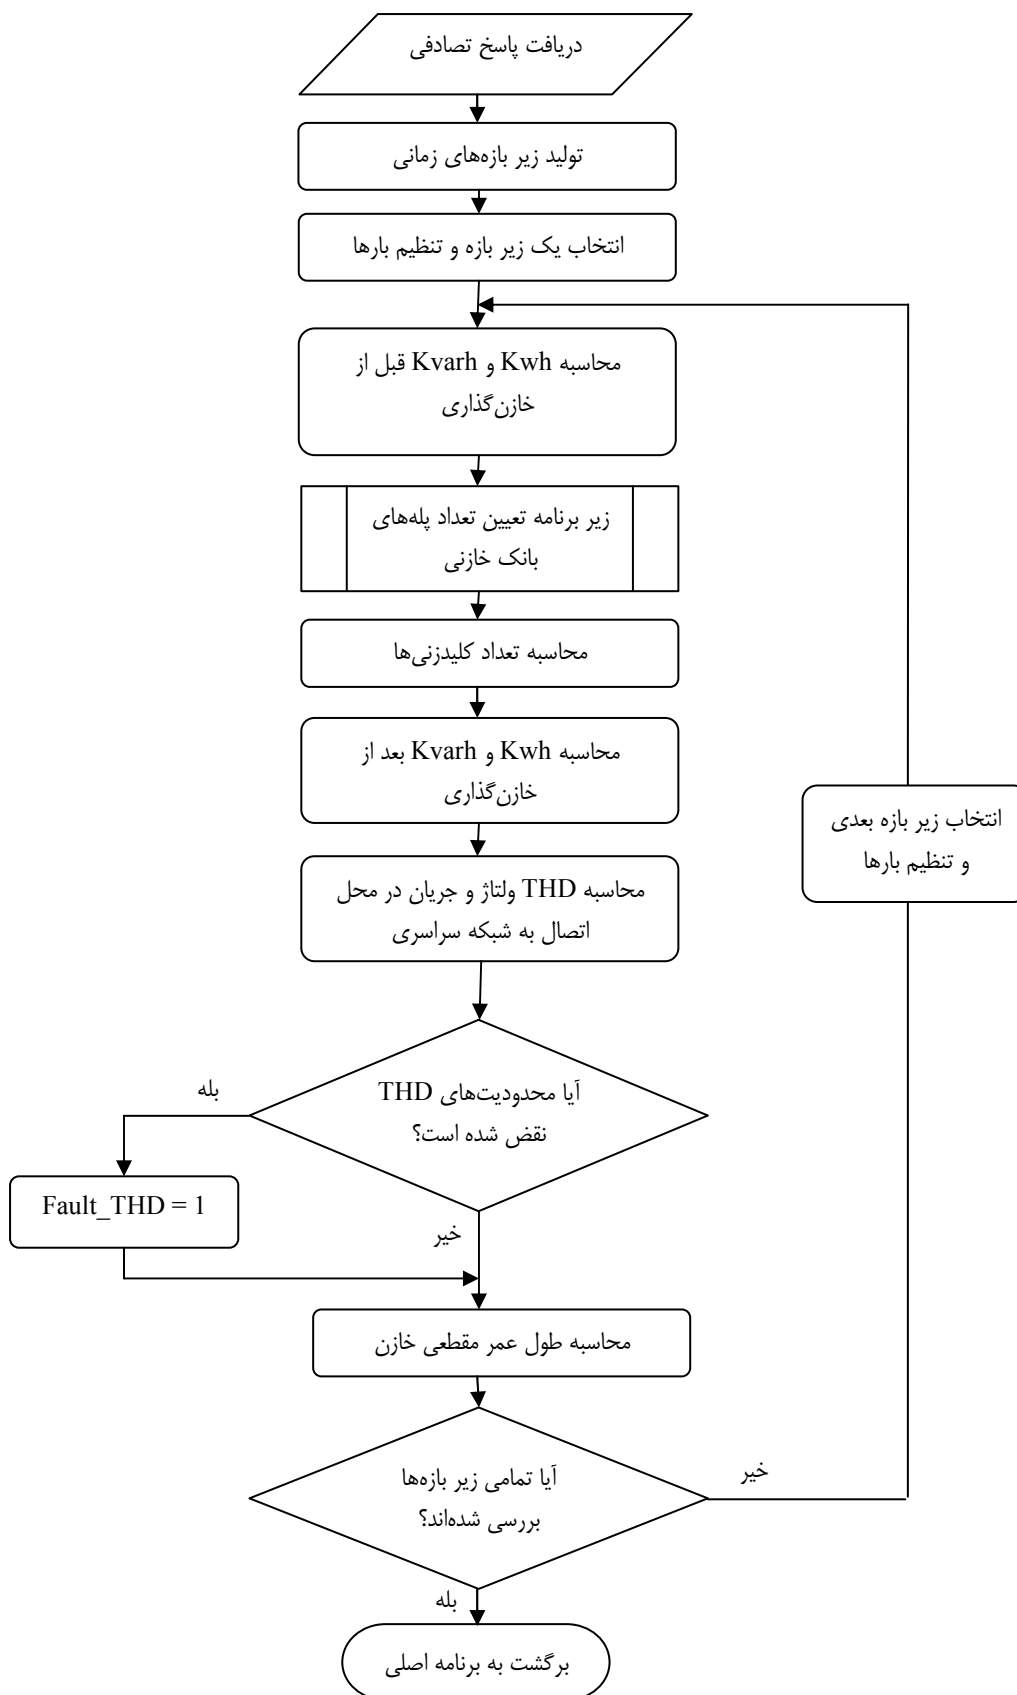 دریافت پاسخ تصادفی
تولید زیر بازه‌های زمانی
انتخاب یک زیر بازه و تنظیم بارها
محاسبه Kwh و Kvarh قبل از
خازن‌گذاری
زیر برنامه تعیین تعداد پله‌های
بانک خازنی
محاسبه تعداد کلیدزنی‌ها
محاسبه Kwh و Kvarh بعد از
خازن‌گذاری
انتخاب زیر بازه بعدی
و تنظیم بارها
محاسبه THD ولتاژ و جریان در محل
اتصال به شبکه سراسری
آیا محدودیت‌های THD
نقض شده است؟
بله
Fault_THD = 1
خیر
محاسبه طول عمر مقطعی خازن
آیا تمامی زیر بازه‌ها
بررسی شده‌اند؟
خیر
بله
برگشت به برنامه اصلی